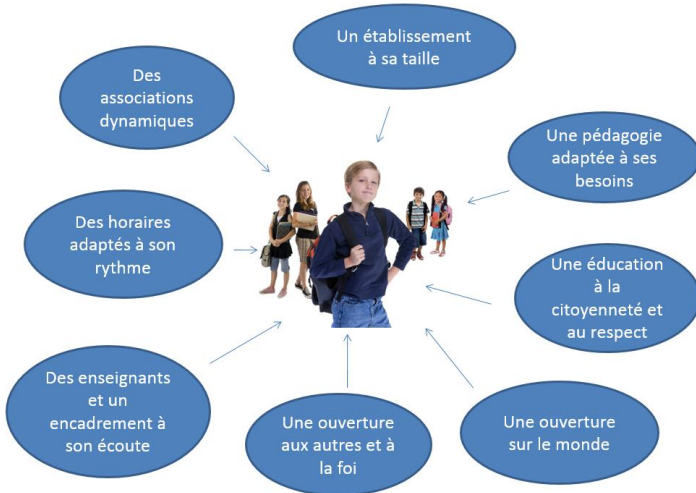 Un établissement
à sa taille
Des
associations
dynamiques
Une pédagogie
adaptée à ses
besoins
Des horaires
adaptés à son
rythme
Une éducation
à la
citoyenneté et
au respect
Des enseignants
et un
encadrement à
son écoute
Une ouverture
aux autres et à
la foi
Une ouverture
sur le monde